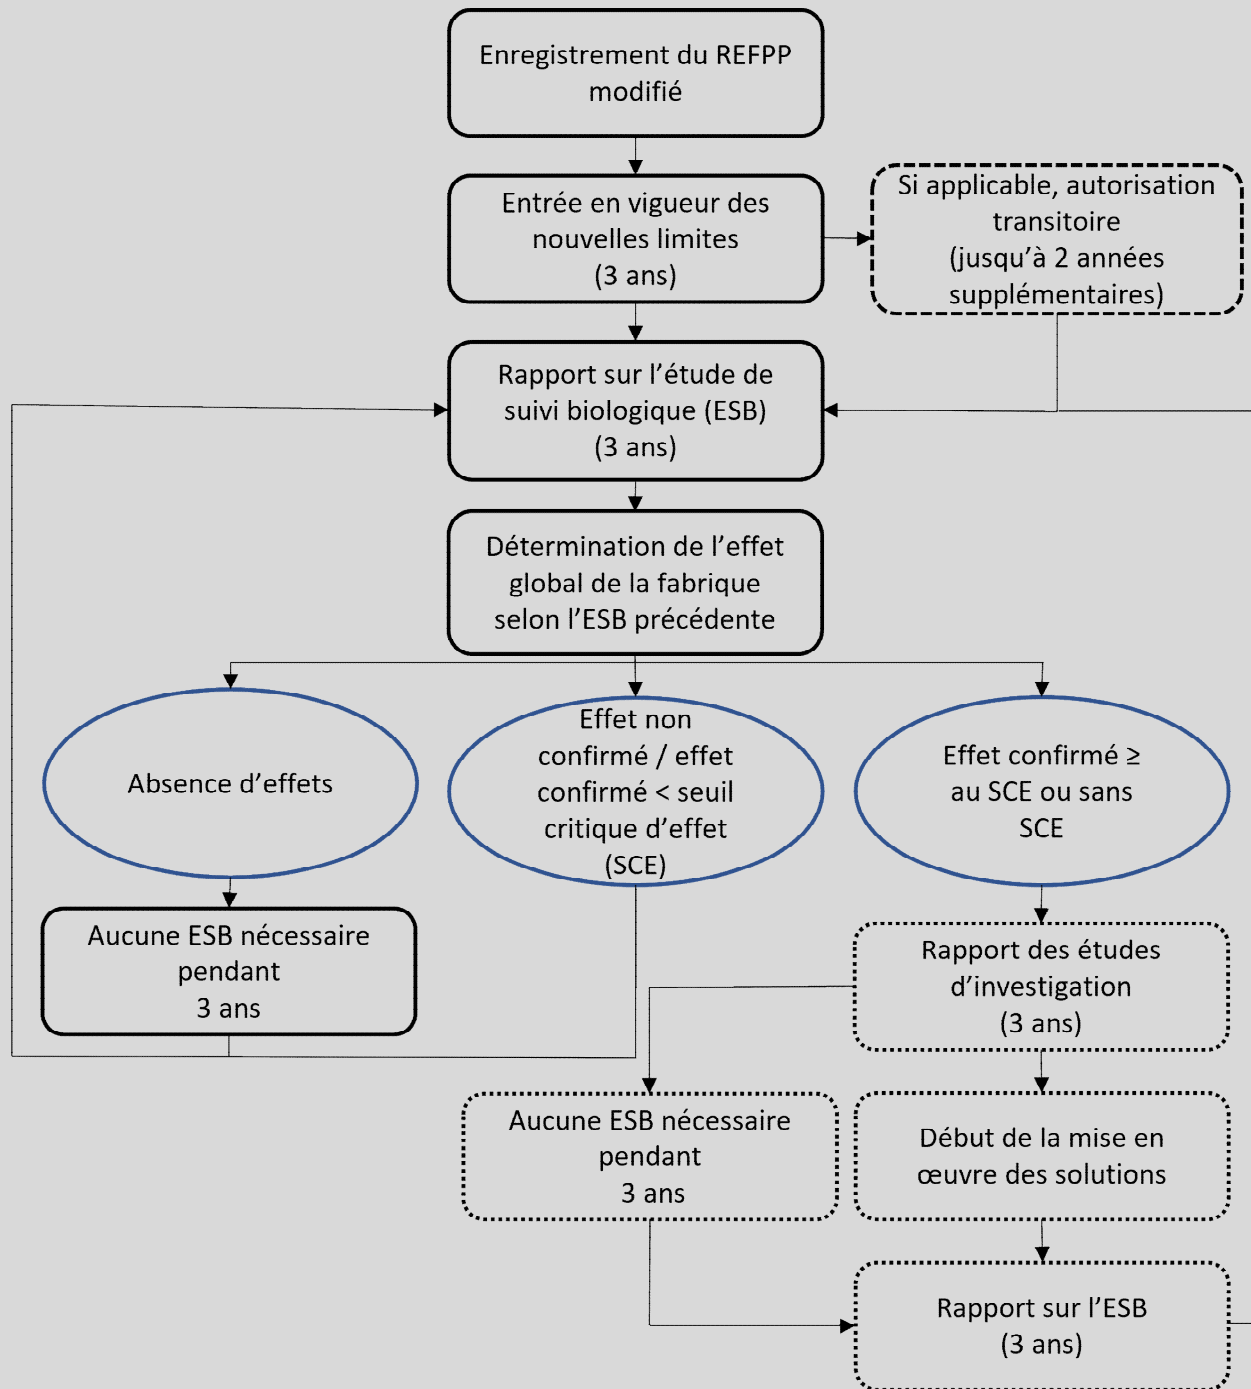 Enregistrement du REFPP
modifié
Entrée en vigueur des
nouvelles limites
(3 ans)
Si applicable, autorisation
transitoire
(jusqu'à 2 années
supplémentaires)
Rapport sur l'étude de
suivi biologique (ESB)
(3 ans)
Détermination de l'effet
global de la fabrique
selon l'ESB précédente
Absence d'effets
Effet non
confirmé / effet
confirmé < seuil
critique d'effet
(SCE)
Effet confirmé ≥
au SCE ou sans
SCE
Aucune ESB nécessaire
pendant
3 ans
Rapport des études
d'investigation
(3 ans)
Aucune ESB nécessaire
pendant
3 ans
Début de la mise en
œuvre des solutions
Rapport sur l'ESB
(3 ans)